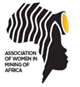 ASSOCIATION
OF WOMEN IN
MINING OF
AFRICA